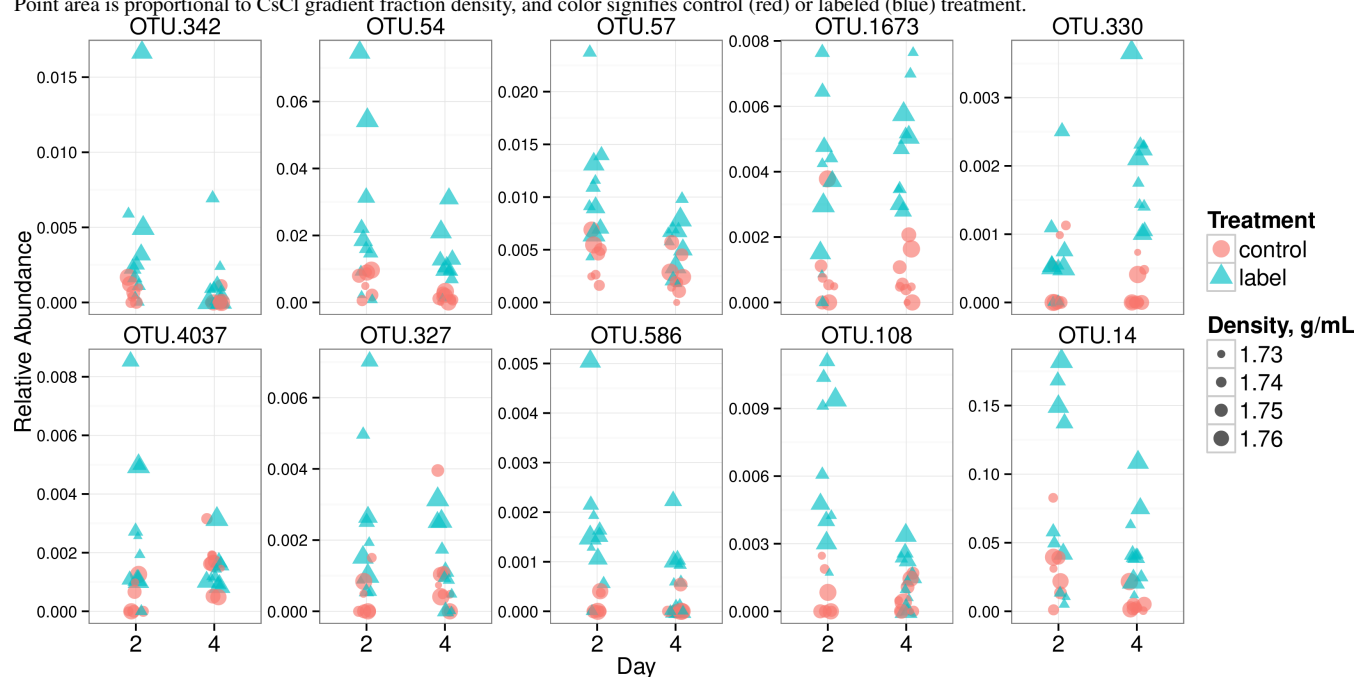 Point area is proportional to CsCl gradient fraction density, and color signifies control (red) or labeled (blue) treatment.
OTU.342 OTU.54 OTU.57 OTU.1673 OTU.330
0.015 0.010 0.005 0.000
0.06 0.04 0.02 0.00
0.020 0.015 0.010 0.005 0.000
0.008 0.006 0.004 0.002 0.000
0.003 0.002 0.001 0.000
OTU.4037 OTU.327 OTU.586 OTU.108 OTU.14
0.008 0.006 0.004 0.002 0.000
0.006 0.004 0.002 0.000
0.005 0.004 0.003 0.002 0.001 0.000
0.009 0.006 0.003 0.000
0.15 0.10 0.05 0.00
2 4 2 4 2 4 2 4 2 4
Relative Abundance
Day
Treatment
control
label
Density, g/mL
1.73
1.74
1.75
1.76